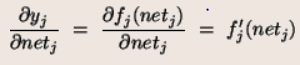 ∂y_j/∂net_j = ∂f_j(net_j)/∂net_j = f′_j(net_j)